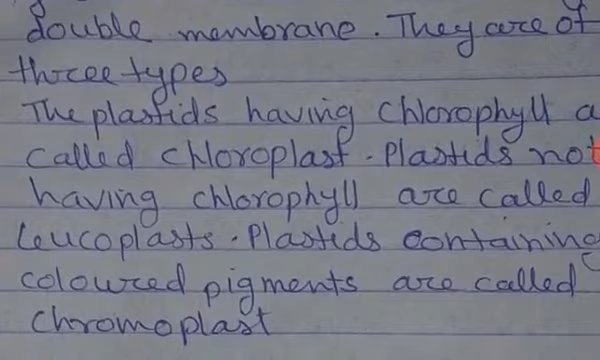 double membrane. They are of
three types
The plastids having chlorophyll a
called chloroplast. Plastids not
having chlorophyll are called
leucoplasts. Plastids containing
coloured pigments are called
chromoplast